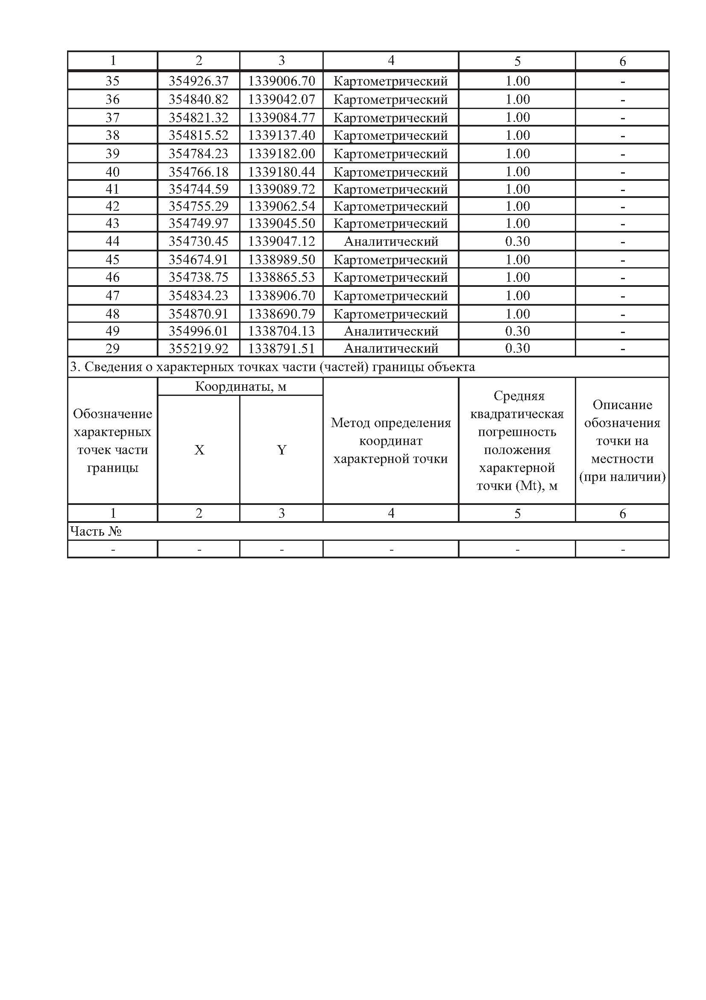 1 2 3 4 5 6
35 354926.37 1339006.70 Картометрический 1.00 -
36 354840.82 1339042.07 Картометрический 1.00 -
37 354821.32 1339084.77 Картометрический 1.00 -
38 354815.52 1339137.40 Картометрический 1.00 -
39 354784.23 1339182.00 Картометрический 1.00 -
40 354766.18 1339180.44 Картометрический 1.00 -
41 354744.59 1339089.72 Картометрический 1.00 -
42 354755.29 1339062.54 Картометрический 1.00 -
43 354749.97 1339045.50 Картометрический 1.00 -
44 354730.45 1339047.12 Аналитический 0.30 -
45 354674.91 1338989.50 Картометрический 1.00 -
46 354738.75 1338865.53 Картометрический 1.00 -
47 354834.23 1338906.70 Картометрический 1.00 -
48 354870.91 1338690.79 Картометрический 1.00 -
49 354996.01 1338704.13 Аналитический 0.30 -
29 355219.92 1338791.51 Аналитический 0.30 -
3. Сведения о характерных точках части (частей) границы объекта
Обозначение
характерных
точек части
границы
Координаты, м
X
Y
Метод определения
координат
характерной точки
Средняя
квадратическая
погрешность
положения
характерной
точки (Mt), м
Описание
обозначения
точки на
местности
(при наличии)
1 2 3 4 5 6
Часть №
- - - - - -